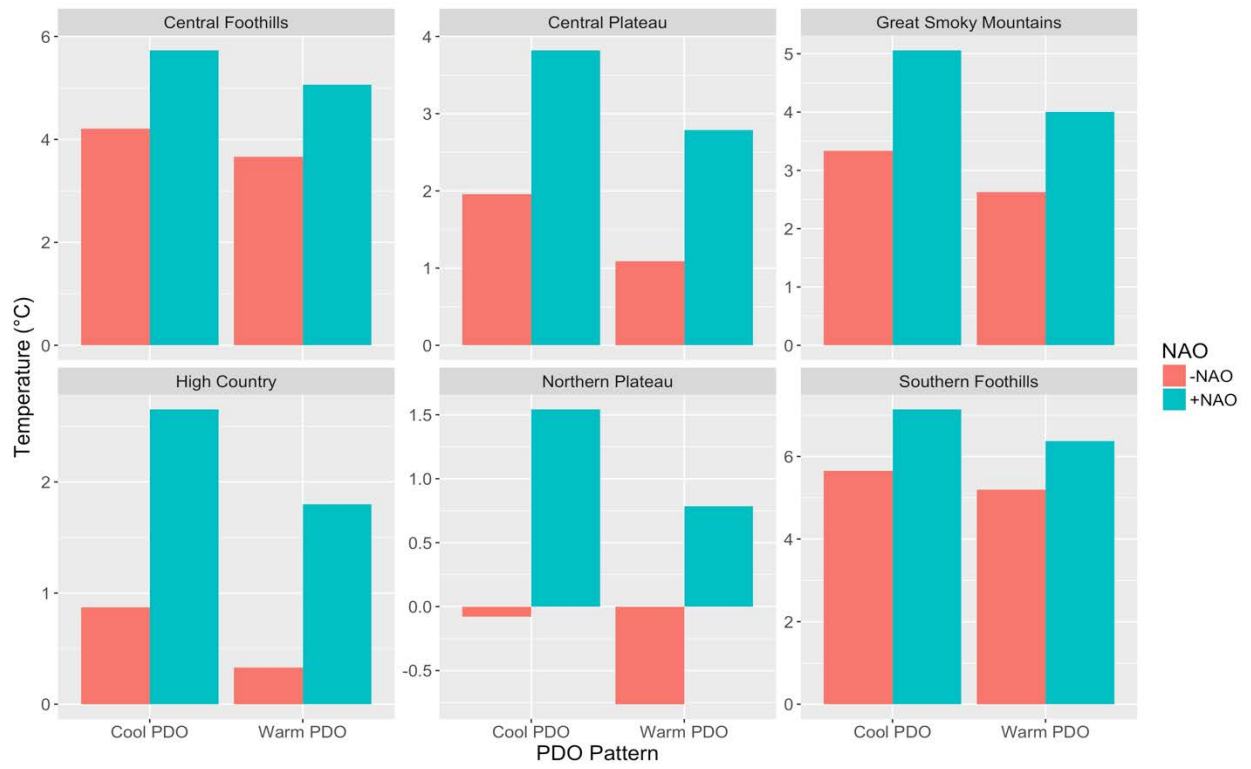 Central Foothills
Central Plateau
Great Smoky Mountains
6
4
2
0
4
3
2
1
0
5
4
3
2
1
0
High Country
Northern Plateau
Southern Foothills
2
1
0
1.5
1.0
0.5
0.0
-0.5
6
4
2
0
Cool PDO
Warm PDO
Cool PDO
Warm PDO
Cool PDO
Warm PDO
PDO Pattern
Temperature (°C)
NAO
-NAO
+NAO